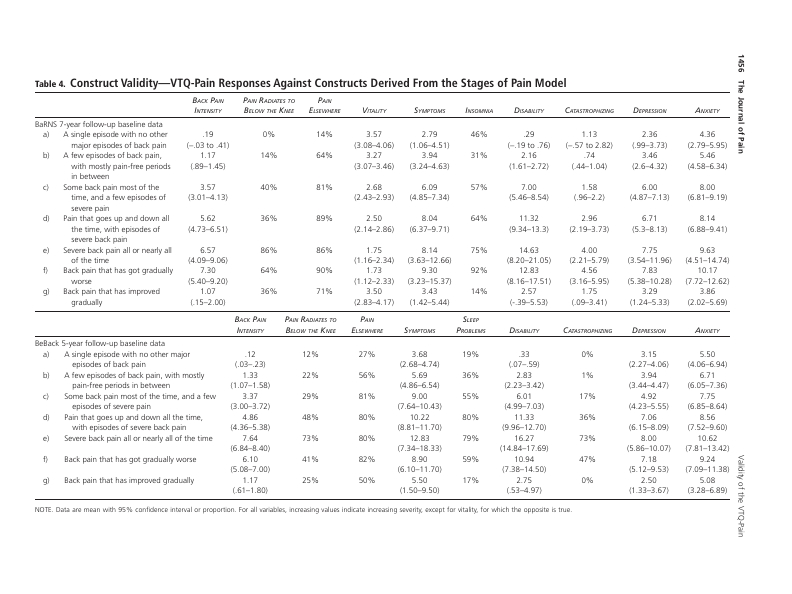 1456 The Journal of Pain
Validity of the VTQ-Pain
Table 4. Construct Validity—VTQ-Pain Responses Against Constructs Derived From the Stages of Pain Model
BACK PAIN PAIN RADIATES TO PAIN
INTENSITY BELOW THE KNEE ELSEWHERE VITALITY SYMPTOMS INSOMNIA DISABILITY CATASTROPHIZING DEPRESSION ANXIETY
BaRNS 7-year follow-up baseline data
a) A single episode with no other .19 0% 14% 3.57 2.79 46% .29 1.13 2.36 4.36
major episodes of back pain (–.03 to .41) (3.08-4.06) (1.06-4.51) (–.19 to .76) (–.57 to 2.82) (.99-3.73) (2.79-5.95)
b) A few episodes of back pain, 1.17 14% 64% 3.27 3.94 31% 2.16 .74 3.46 5.46
with mostly pain-free periods (.89-1.45) (3.07-3.46) (3.24-4.63) (1.61-2.72) (.44-1.04) (2.6-4.32) (4.58-6.34)
in between
c) Some back pain most of the 3.57 40% 81% 2.68 6.09 57% 7.00 1.58 6.00 8.00
time, and a few episodes of (3.01-4.13) (2.43-2.93) (4.85-7.34) (5.46-8.54) (.96-2.2) (4.87-7.13) (6.81-9.19)
severe pain
d) Pain that goes up and down all 5.62 36% 89% 2.50 8.04 64% 11.32 2.96 6.71 8.14
the time, with episodes of (4.73-6.51) (2.14-2.86) (6.37-9.71) (9.34-13.3) (2.19-3.73) (5.3-8.13) (6.88-9.41)
severe back pain
e) Severe back pain all or nearly all 6.57 86% 86% 1.75 8.14 75% 14.63 4.00 7.75 9.63
of the time (4.09-9.06) (1.16-2.34) (3.63-12.66) (8.20-21.05) (2.21-5.79) (3.54-11.96) (4.51-14.74)
f) Back pain that has got gradually 7.30 64% 90% 1.73 9.30 92% 12.83 4.56 7.83 10.17
worse (5.40-9.20) (1.12-2.33) (3.23-15.37) (8.16-17.51) (3.16-5.95) (5.38-10.28) (7.72-12.62)
g) Back pain that has improved 1.07 36% 71% 3.50 3.43 14% 2.57 1.75 3.29 3.86
gradually (.15-2.00) (2.83-4.17) (1.42-5.44) (-.39-5.53) (.09-3.41) (1.24-5.33) (2.02-5.69)
BACK PAIN PAIN RADIATES TO PAIN SLEEP
INTENSITY BELOW THE KNEE ELSEWHERE SYMPTOMS PROBLEMS DISABILITY CATASTROPHIZING DEPRESSION ANXIETY
BeBack 5-year follow-up baseline data
a) A single episode with no other major .12 12% 27% 3.68 19% .33 0% 3.15 5.50
episodes of back pain (.03–.23) (2.68–4.74) (.07–.59) (2.27–4.06) (4.06–6.94)
b) A few episodes of back pain, with mostly 1.33 22% 56% 5.69 36% 2.83 1% 3.94 6.71
pain-free periods in between (1.07–1.58) (4.86–6.54) (2.23–3.42) (3.44–4.47) (6.05–7.36)
c) Some back pain most of the time, and a few 3.37 29% 81% 9.00 55% 6.01 17% 4.92 7.75
episodes of severe pain (3.00–3.72) (7.64–10.43) (4.99–7.03) (4.23–5.55) (6.85–8.64)
d) Pain that goes up and down all the time, 4.86 48% 80% 10.22 80% 11.33 36% 7.06 8.56
with episodes of severe back pain (4.36–5.38) (8.81–11.70) (9.96–12.70) (6.15–8.09) (7.52–9.60)
e) Severe back pain all or nearly all of the time 7.64 73% 80% 12.83 79% 16.27 73% 8.00 10.62
(6.84–8.40) (7.34–18.33) (14.84–17.69) (5.86–10.07) (7.81–13.42)
f) Back pain that has got gradually worse 6.10 41% 82% 8.90 59% 10.94 47% 7.18 9.24
(5.08–7.00) (6.10–11.70) (7.38–14.50) (5.12–9.53) (7.09–11.38)
g) Back pain that has improved gradually 1.17 25% 50% 5.50 17% 2.75 0% 2.50 5.08
(.61–1.80) (1.50–9.50) (.53–4.97) (1.33–3.67) (3.28–6.89)
NOTE. Data are mean with 95% confidence interval or proportion. For all variables, increasing values indicate increasing severity, except for vitality, for which the opposite is true.